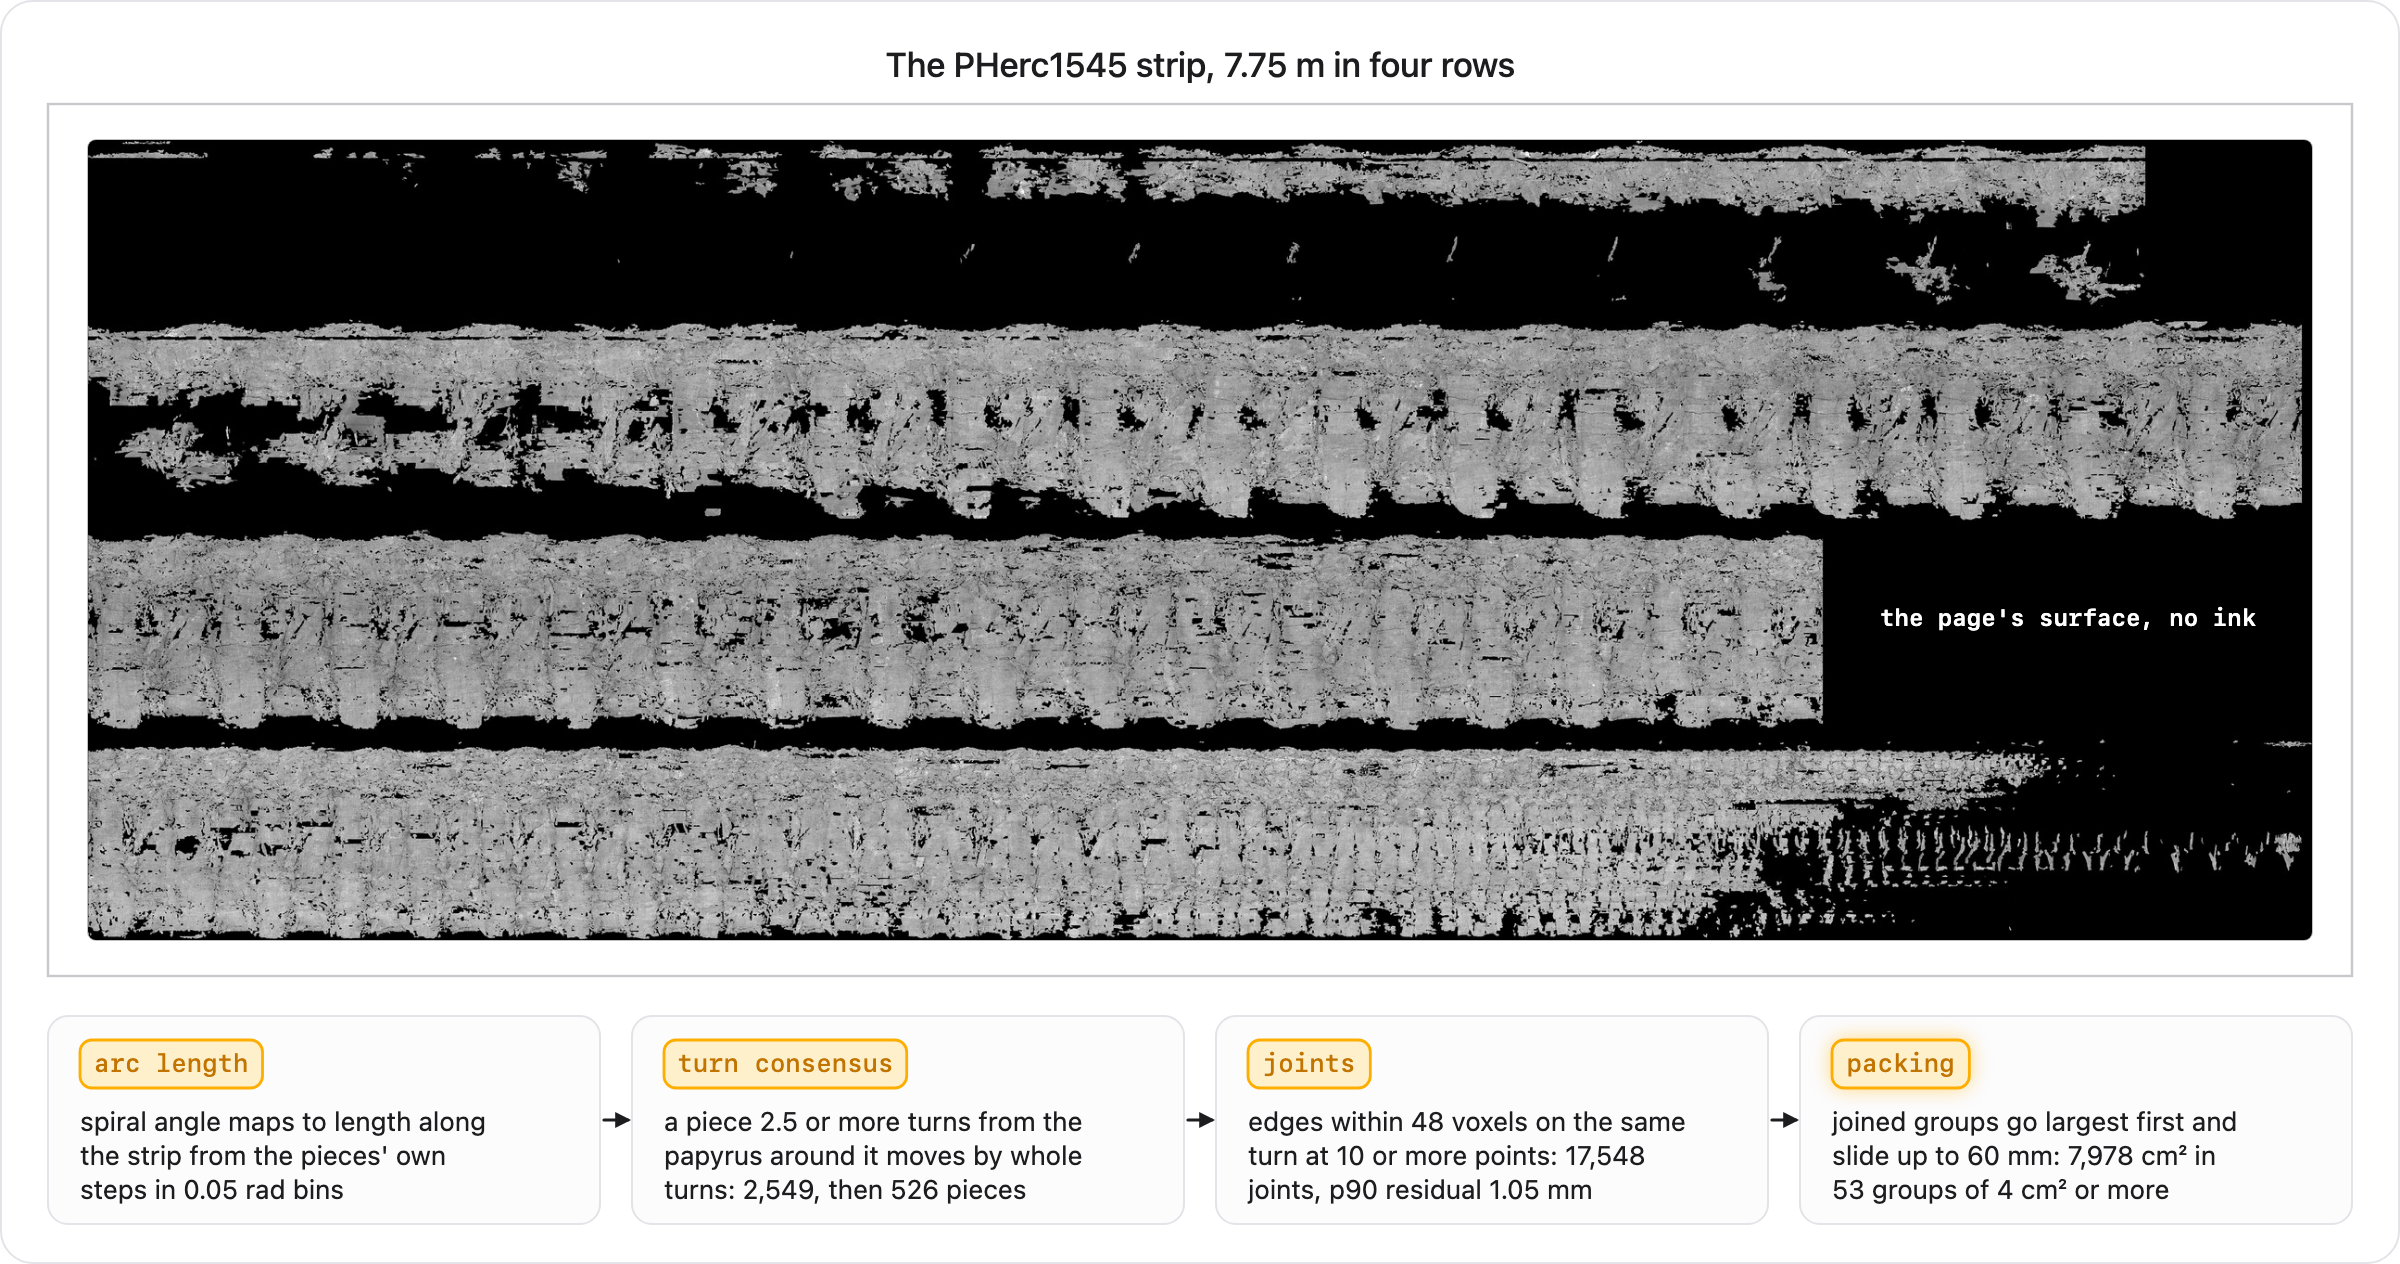 The PHerc1545 strip, 7.75 m in four rows
the page's surface, no ink
arc length
spiral angle maps to length along
the strip from the pieces' own
steps in 0.05 rad bins
turn consensus
a piece 2.5 or more turns from the
papyrus around it moves by whole
turns: 2,549, then 526 pieces
joints
edges within 48 voxels on the same
turn at 10 or more points: 17,548
joints, p90 residual 1.05 mm
packing
joined groups go largest first and
slide up to 60 mm: 7,978 cm² in
53 groups of 4 cm² or more